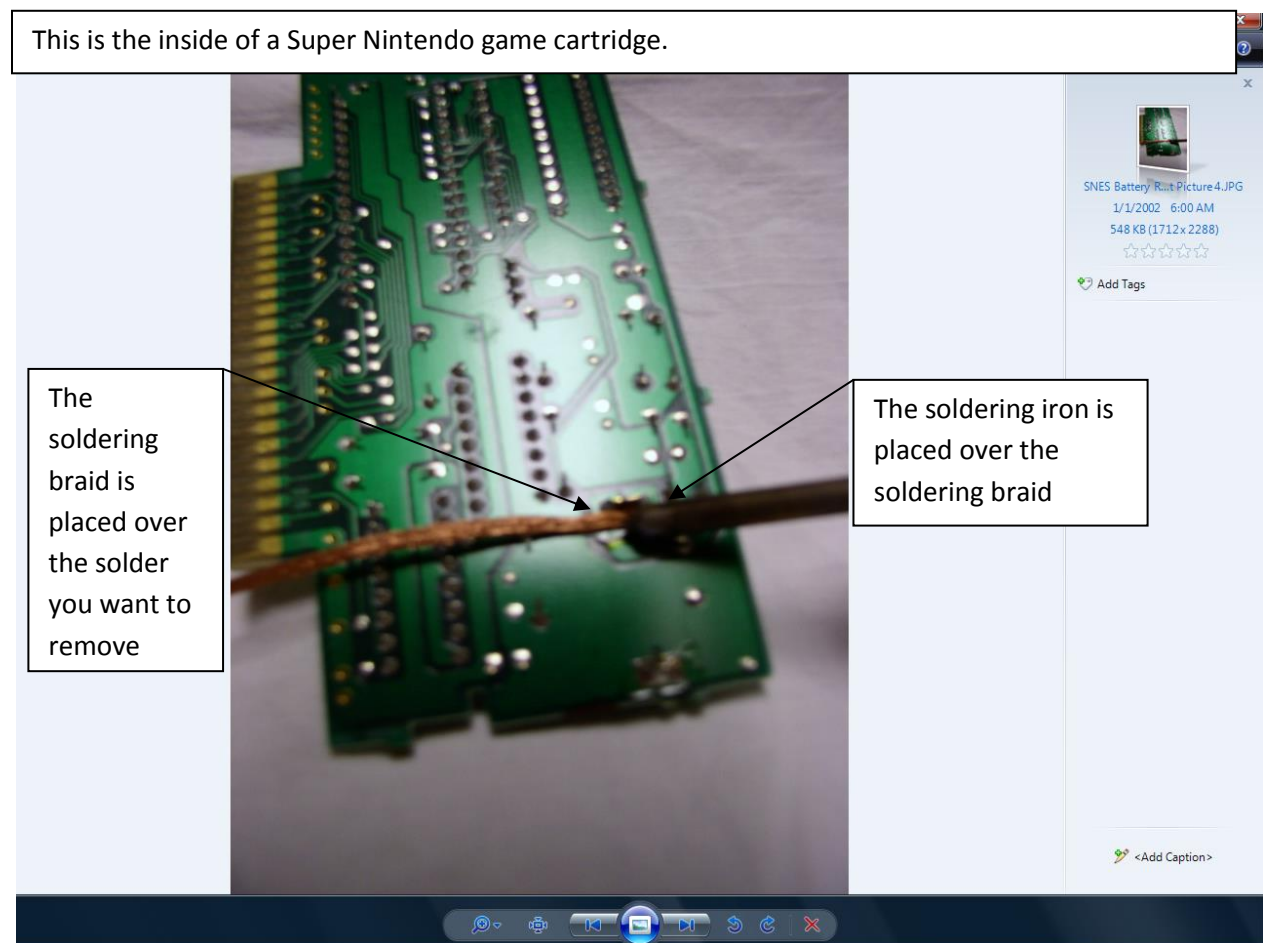 This is the inside of a Super Nintendo game cartridge.
SNES Battery R...t Picture 4.JPG
1/1/2002 6:00 AM
548 KB (1712 x 2288)
Add Tags
The
soldering
braid is
placed over
the solder
you want to
remove
The soldering iron is
placed over the
soldering braid
<Add Caption>